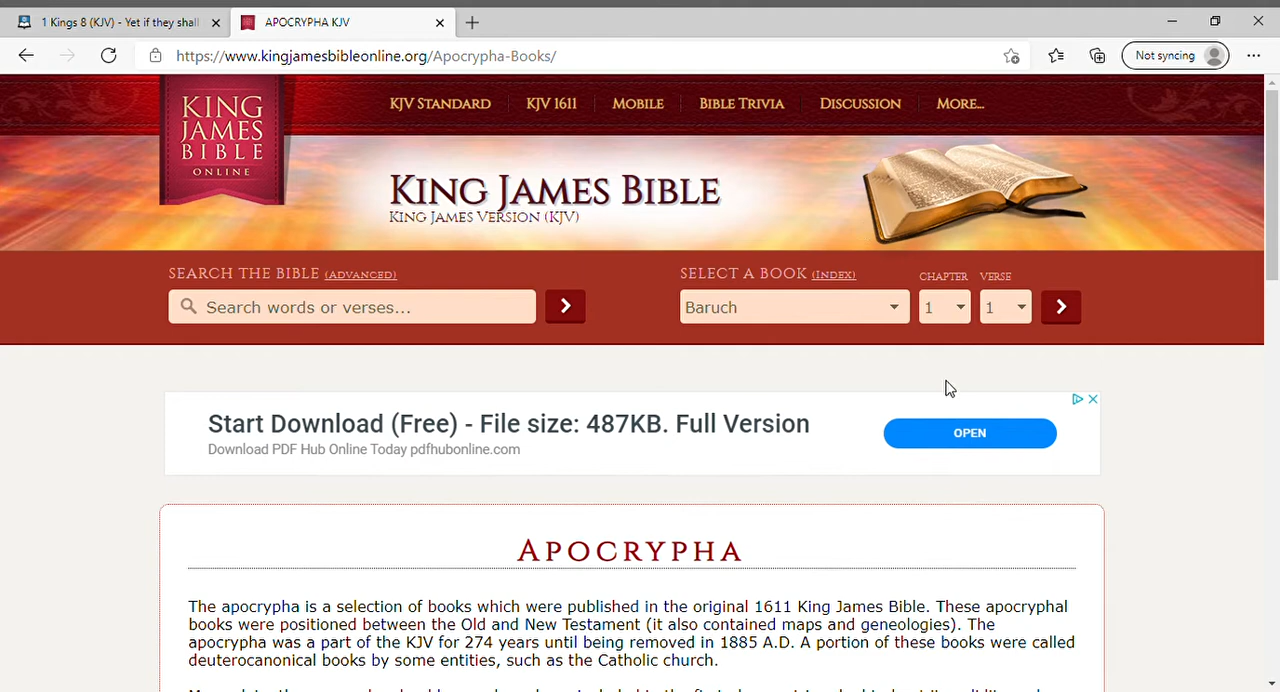 1 Kings 8 (KJV) - Yet if they shall
APOCRYPHA KJV
https://www.kingjamesbibleonline.org/Apocrypha-Books/
Not syncing
KING
JAMES
BIBLE
ONLINE
KJV STANDARD
KJV 1611
MOBILE
BIBLE TRIVIA
DISCUSSION
MORE...
KING JAMES BIBLE
KING JAMES VERSION (KJV)
SEARCH THE BIBLE (ADVANCED)
SELECT A BOOK (INDEX)
CHAPTER
VERSE
Search words or verses...
Baruch
1
1
Start Download (Free) - File size: 487KB. Full Version
Download PDF Hub Online Today pdfhubonline.com
OPEN
APOCRYPHA
The apocrypha is a selection of books which were published in the original 1611 King James Bible. These apocryphal
books were positioned between the Old and New Testament (it also contained maps and geneologies). The
apocrypha was a part of the KJV for 274 years until being removed in 1885 A.D. A portion of these books were called
deuterocanonical books by some entities, such as the Catholic church.